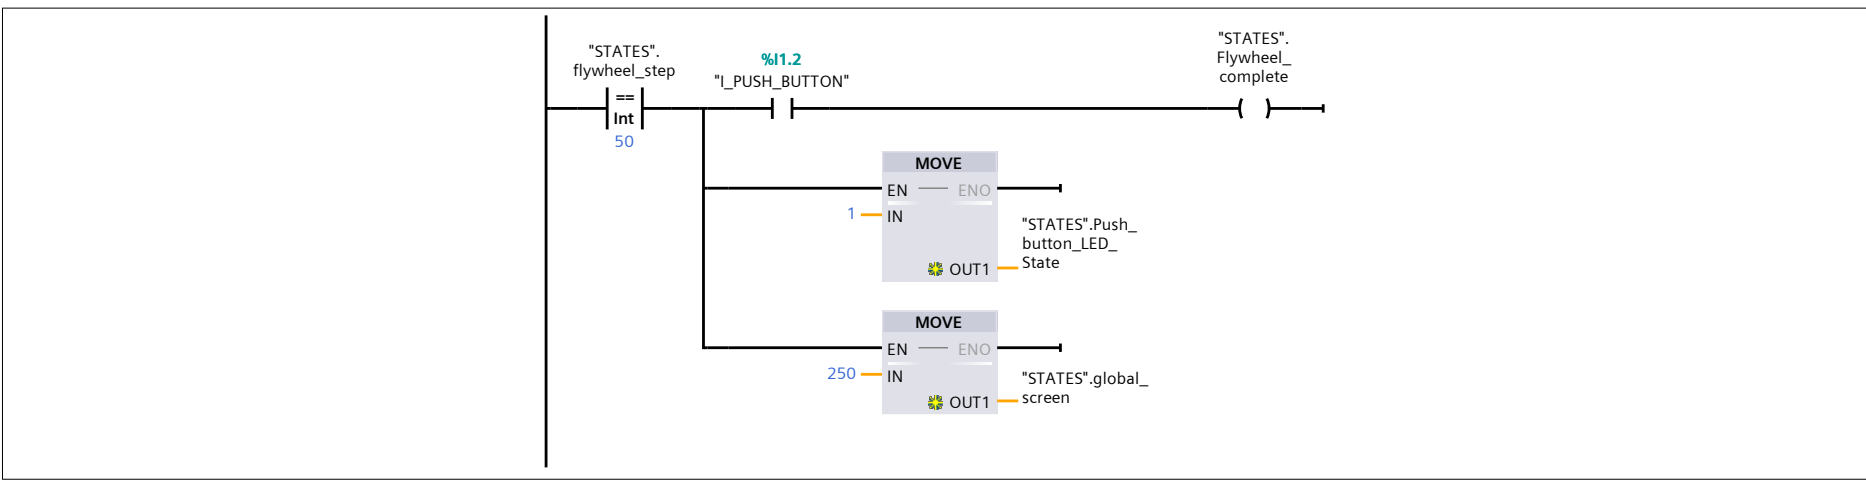 "STATES".
flywheel_step
==
Int
50
%I1.2
"I_PUSH_BUTTON"
"STATES".
Flywheel_
complete
MOVE
EN
ENO
1
IN
OUT1
"STATES".Push_
button_LED_
State
MOVE
EN
ENO
250
IN
OUT1
"STATES".global_
screen